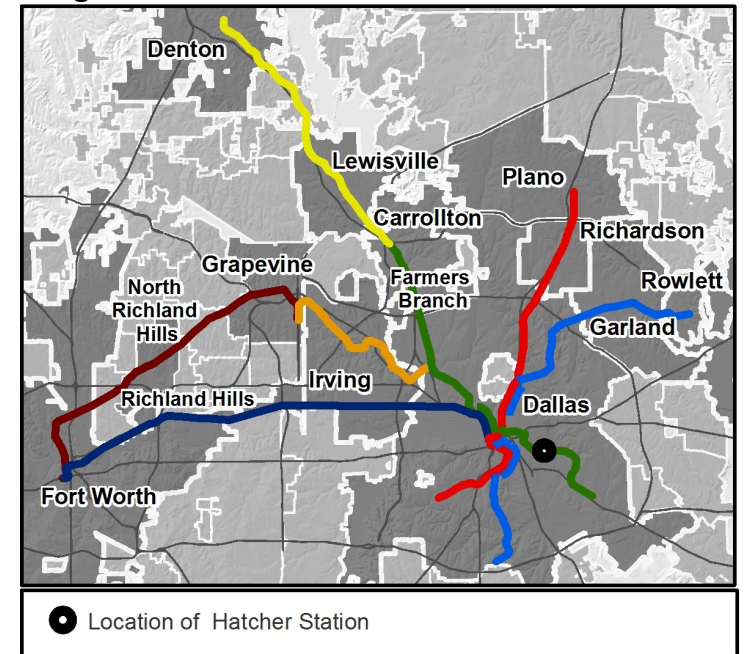 Denton
Lewisville
Plano
Carrollton
Richardson
Grapevine
Farmers
Branch
Rowlett
North
Richland
Hills
Garland
Irving
Richland Hills
Dallas
Fort Worth
Location of Hatcher Station